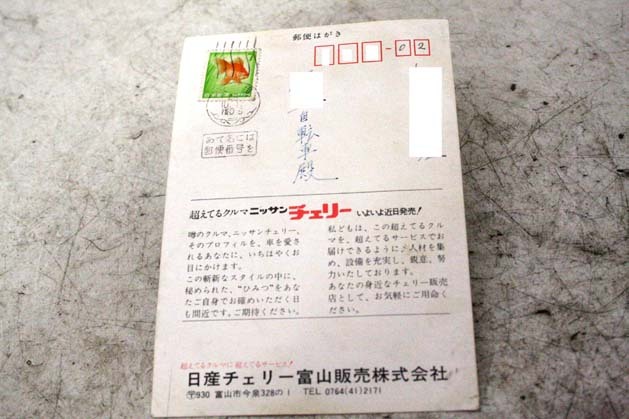 郵便はがき
-02
日本郵便
あて名には
郵便番号を
自転車殿
超えてるクルマ ニッサン チェリー いよいよ近日発売!
噂のクルマ、ニッサンチェリー。
そのプロフィルを、車を愛さ
れるあなたに、いちはやくお
目にかけます。
この斬新なスタイルの中に、
秘められた、“ひみつ”をあな
たご自身でお確めいただく日
も間近です。ご期待ください。
私どもは、この超えてるクル
マを、超えてるサービスでお
届けできるように、人材を集
め、設備を充実し、鋭意、努
力いたしております。
あなたの身近なチェリー販売
店として、お気軽にご用命く
ださい。
超えてるクルマに超えてるサービス!
日産チェリー富山販売株式会社
〒930 富山市今泉328の1 TEL 0764(41)2171